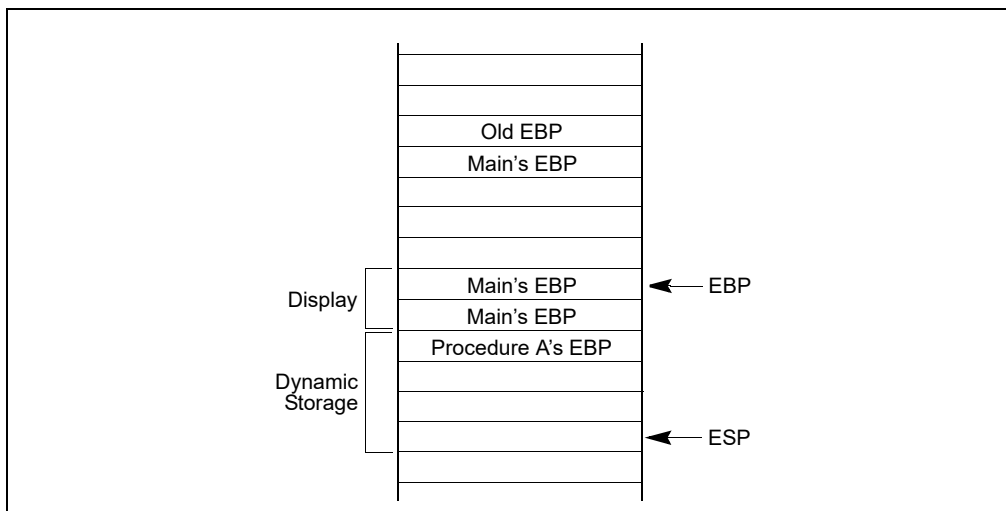 Old EBP
Main's EBP
Display
Main's EBP
EBP
Main's EBP
Procedure A's EBP
Dynamic
Storage
ESP